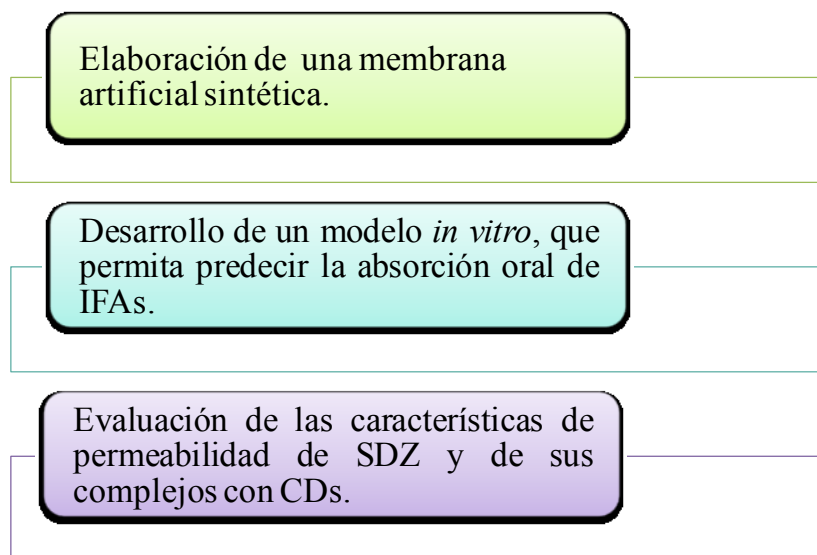 Elaboración de una membrana
artificial sintética.
Desarrollo de un modelo in vitro, que
permita predecir la absorción oral de
IFAs.
Evaluación de las características de
permeabilidad de SDZ y de sus
complejos con CDs.